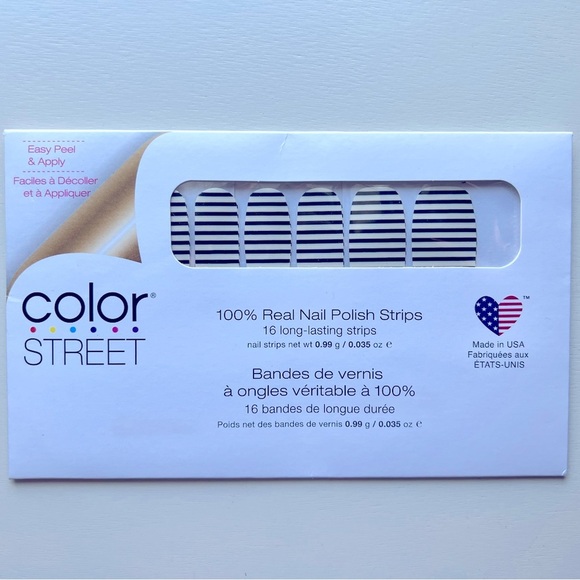 Easy Peel
& Apply
Faciles à Décoller
et à Appliquer
color®
STREET
100% Real Nail Polish Strips
16 long-lasting strips
nail strips net wt 0.99 g / 0.035 oz ℮
Bandes de vernis
à ongles véritable à 100%
16 bandes de longue durée
Poids net des bandes de vernis 0.99 g / 0.035 oz ℮
™
Made in USA
Fabriquées aux
ÉTATS-UNIS